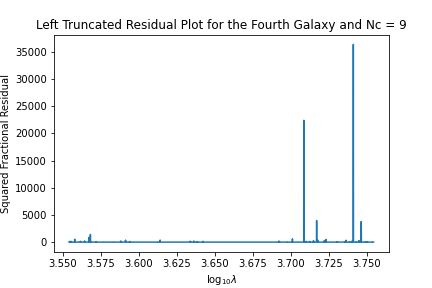 Left Truncated Residual Plot for the Fourth Galaxy and Nc = 9
Squared Fractional Residual
35000
30000
25000
20000
15000
10000
5000
0
3.550 3.575 3.600 3.625 3.650 3.675 3.700 3.725 3.750
log₁₀λ